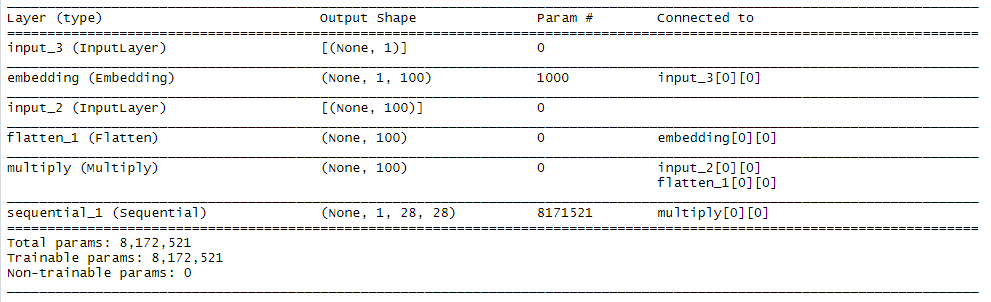 Layer (type) Output Shape Param # Connected to
input_3 (InputLayer) [(None, 1)] 0
embedding (Embedding) (None, 1, 100) 1000 input_3[0][0]
input_2 (InputLayer) [(None, 100)] 0
flatten_1 (Flatten) (None, 100) 0 embedding[0][0]
multiply (Multiply) (None, 100) 0 input_2[0][0]
flatten_1[0][0]
sequential_1 (Sequential) (None, 1, 28, 28) 8171521 multiply[0][0]
Total params: 8,172,521
Trainable params: 8,172,521
Non-trainable params: 0